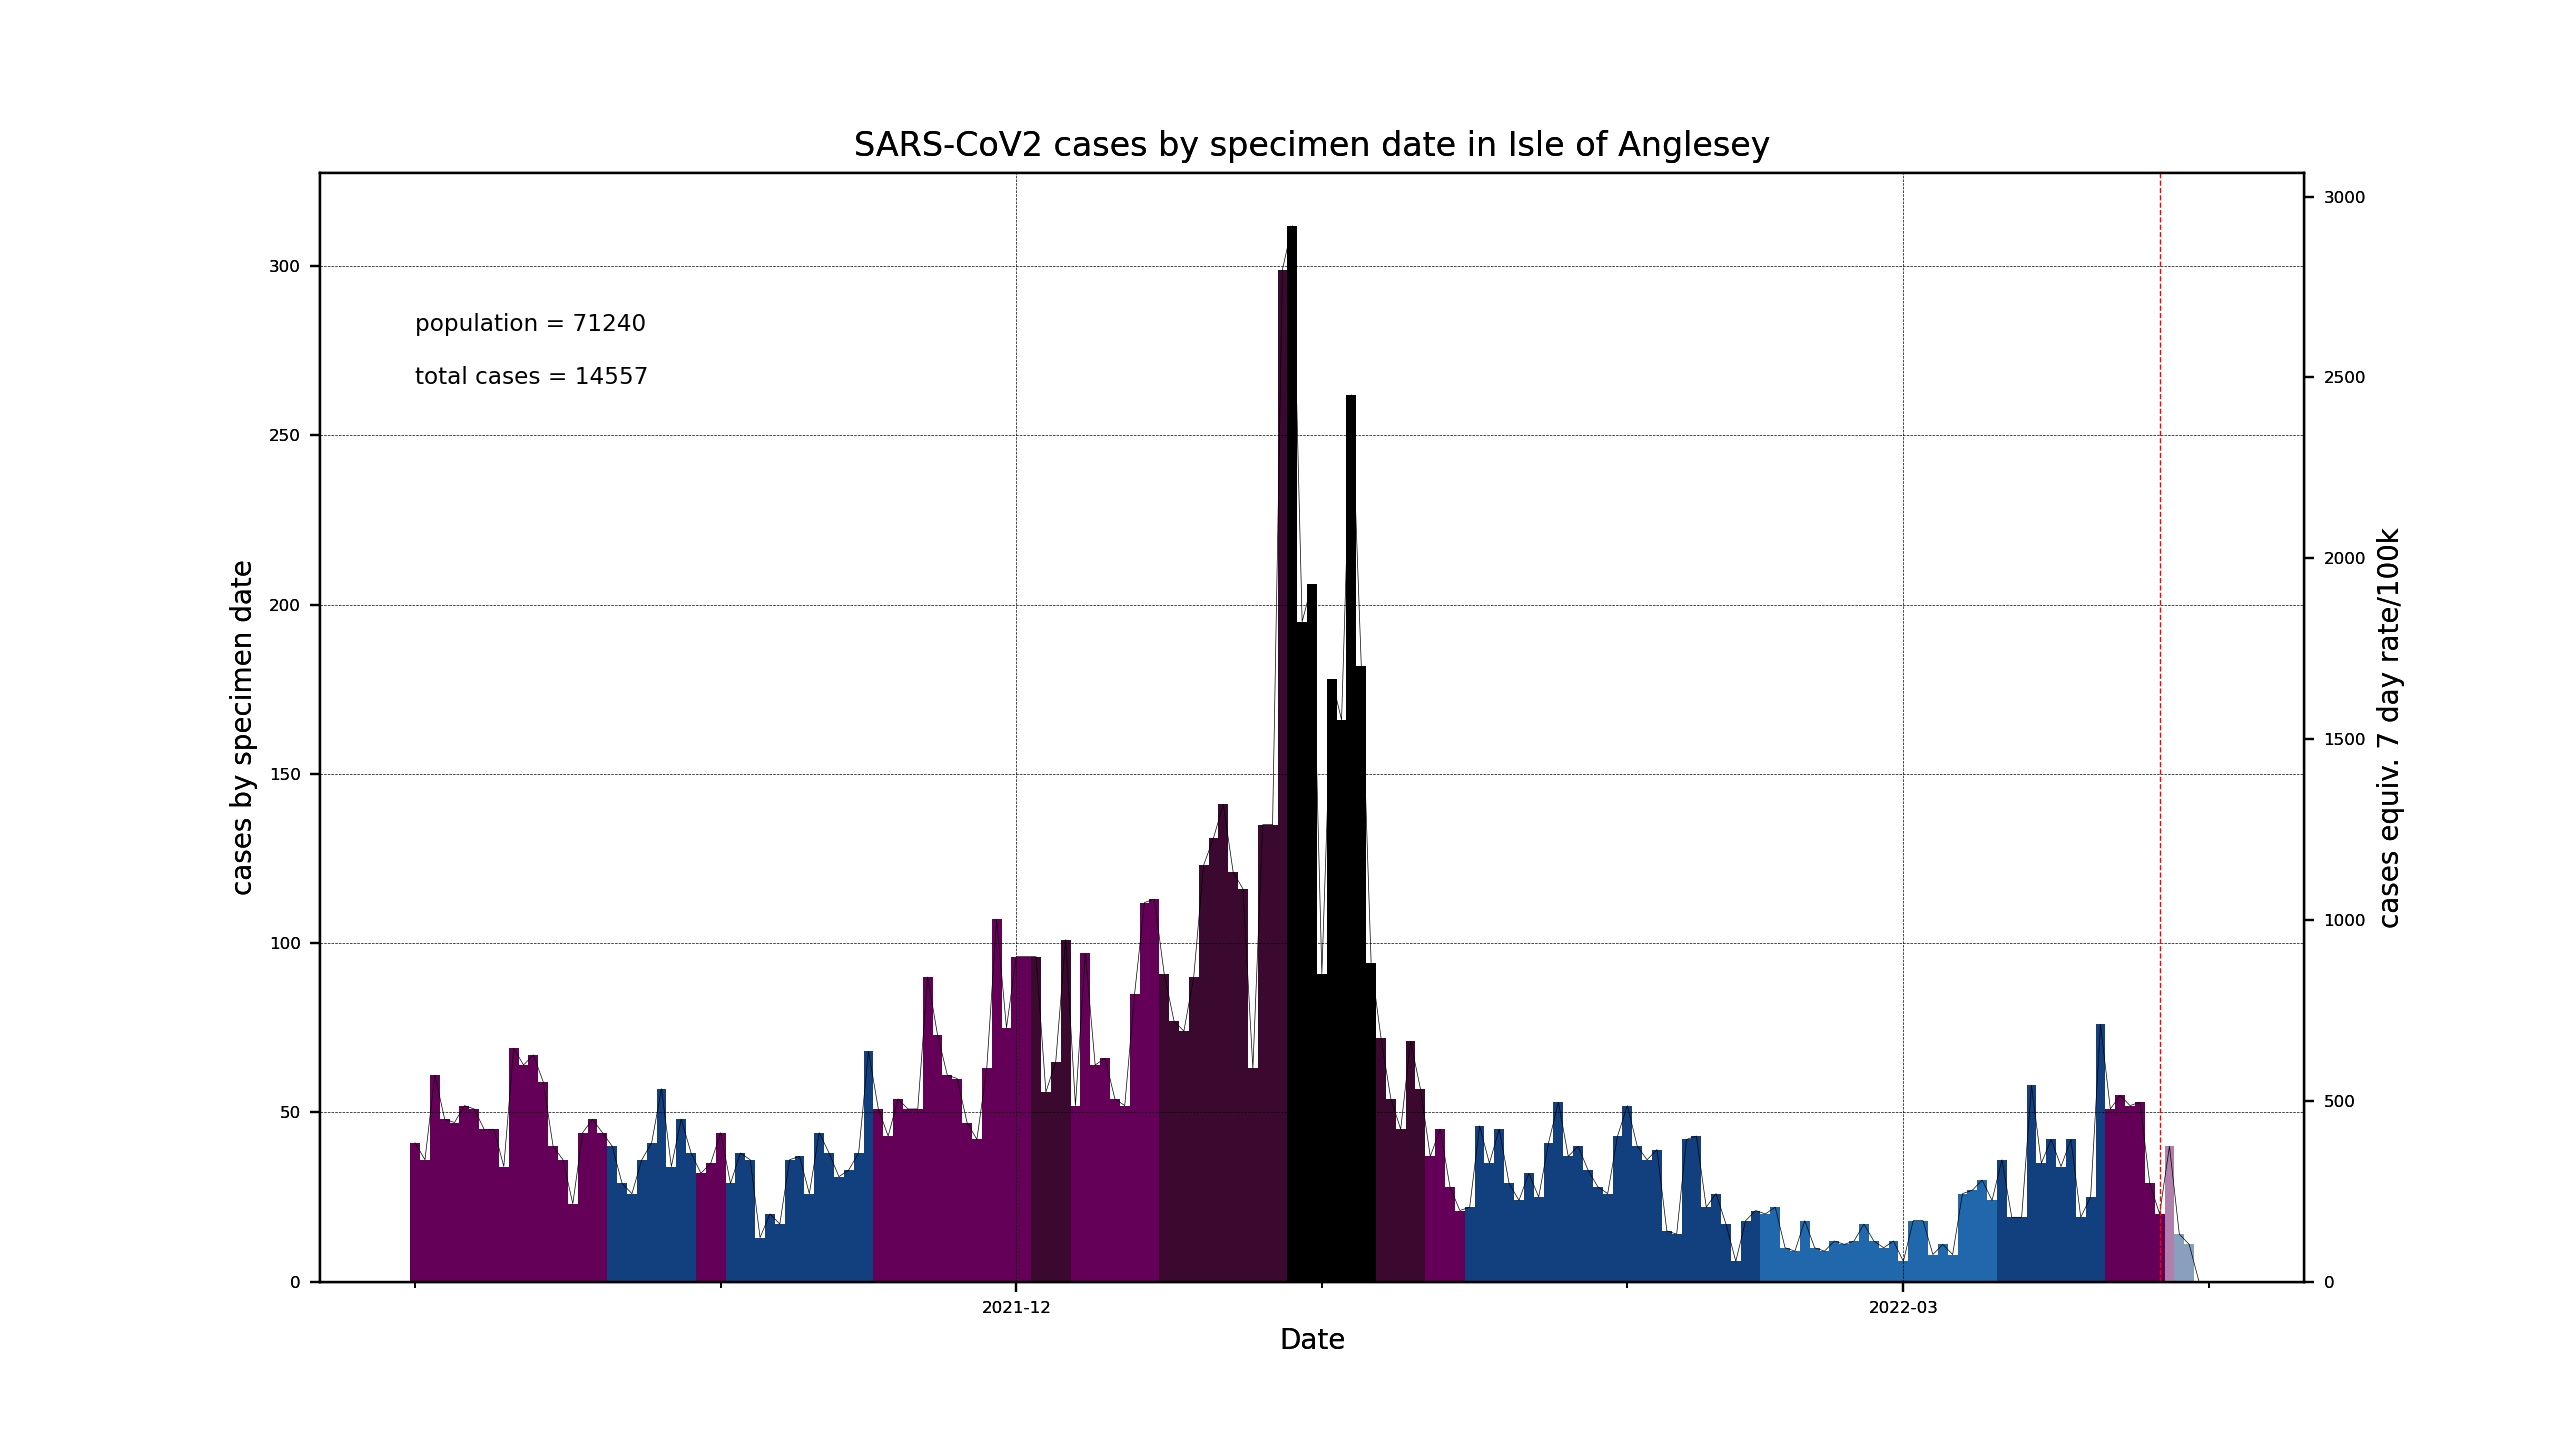 SARS-CoV2 cases by specimen date in Isle of Anglesey
population = 71240
total cases = 14557
cases by specimen date
300
250
200
150
100
50
0
3000
2500
2000
1500
1000
500
0
cases equiv. 7 day rate/100k
2021-12
2022-03
Date